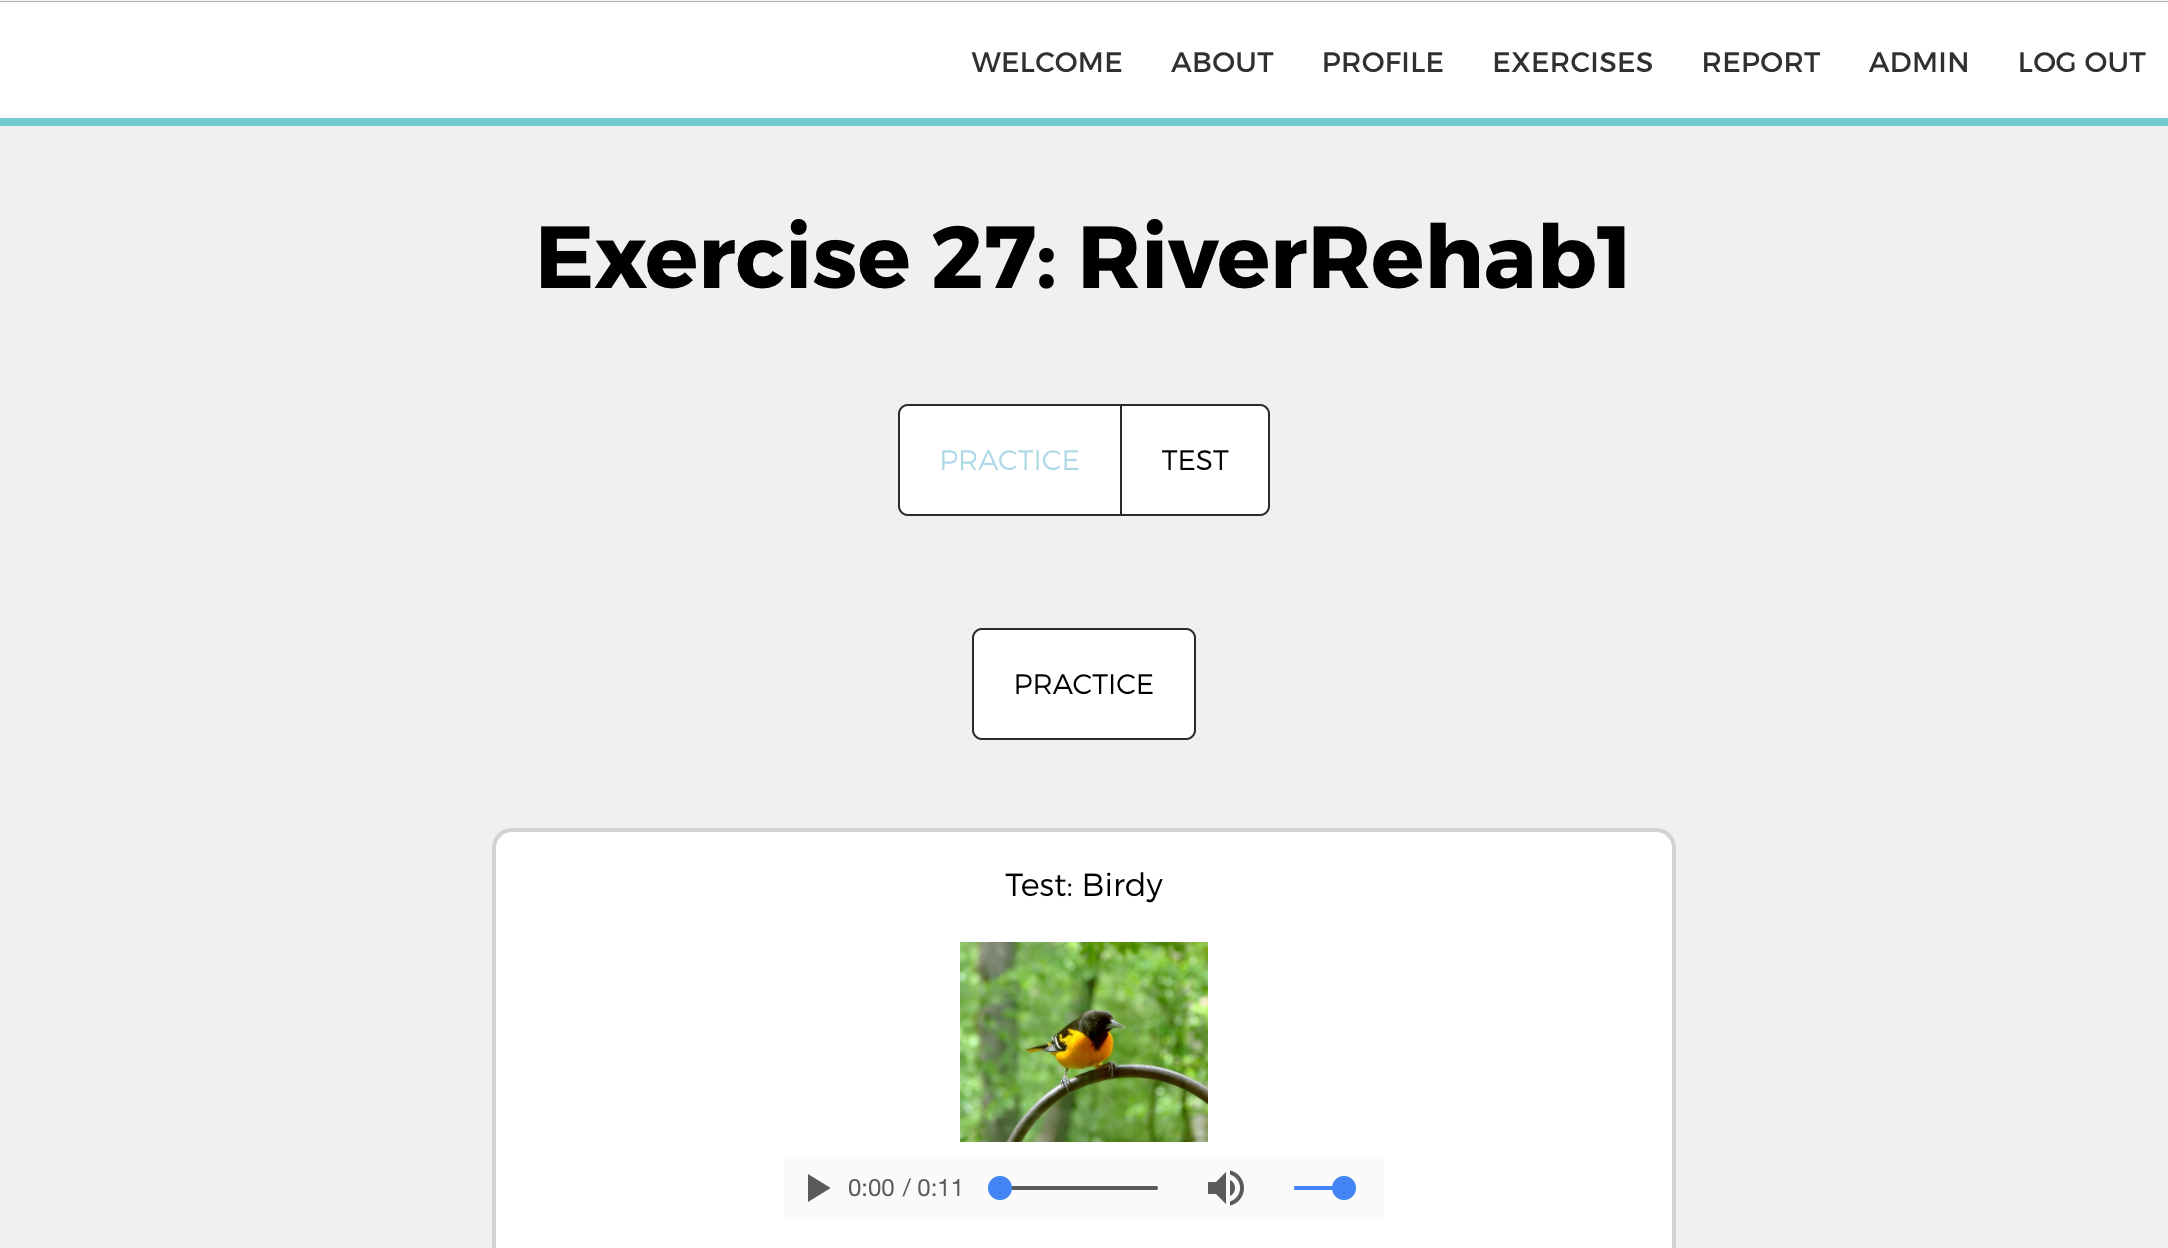 WELCOME ABOUT PROFILE EXERCISES REPORT ADMIN LOG OUT
Exercise 27: RiverRehab1
PRACTICE TEST
PRACTICE
Test: Birdy
0:00 / 0:11